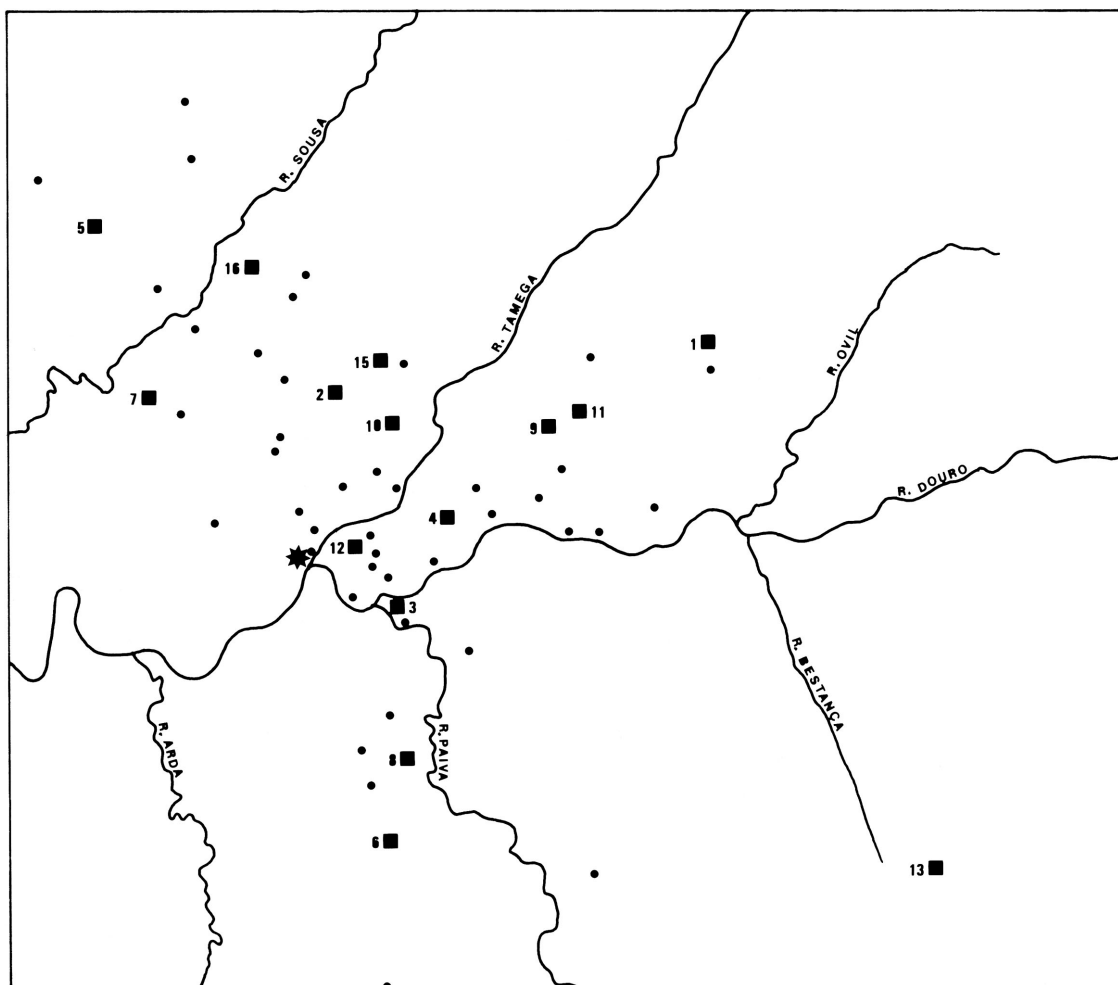 R. SOUSA
5
16
R. TAMEGA
1
R. OVIL
15
2
7
11
10
9
R. DOURO
4
12
3
R. BESTANÇA
R. ARDA
R. PAIVA
8
6
13